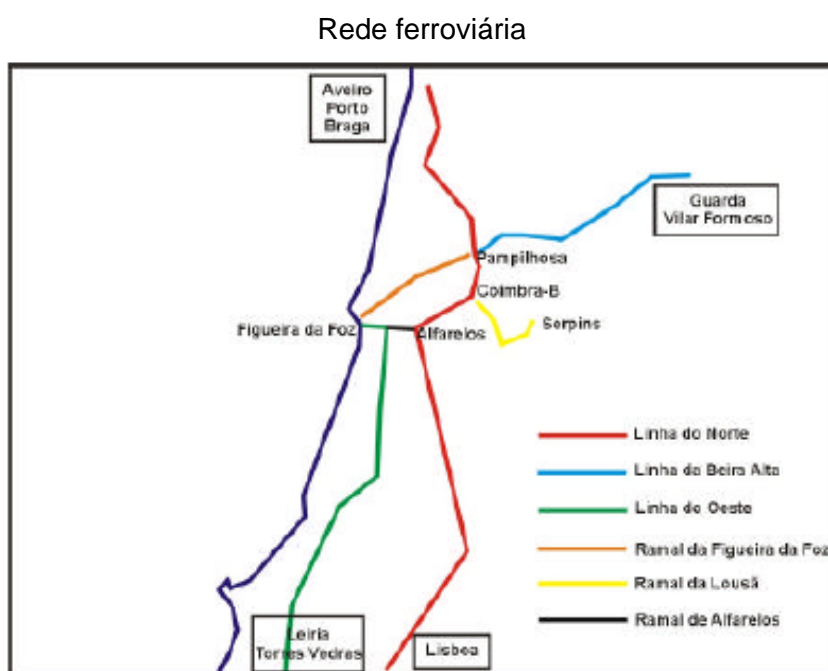 Rede ferroviária
Aveiro
Porto
Braga
Guarda
Vilar Formoso
Pampilhosa
Coimbra-B
Serpins
Figueira da Foz
Alfarelos
Linha do Norte
Linha da Beira Alta
Linha do Oeste
Ramal da Figueira da Foz
Ramal da Lousã
Ramal de Alfarelos
Leiria
Torres Vedras
Lisboa